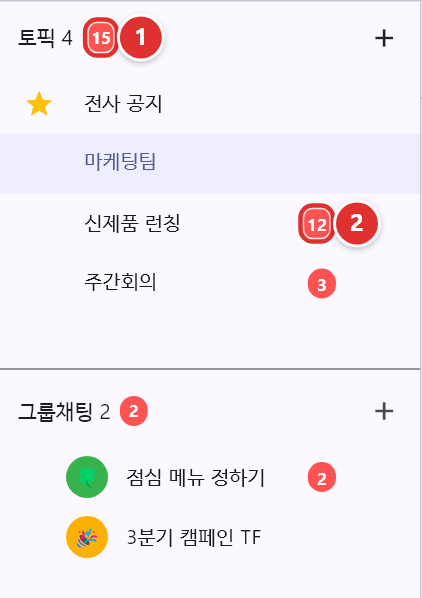 토픽 4 15 1 +
전사 공지
마케팅팀
신제품 런칭 12 2
주간회의 3
그룹채팅 2 2 +
점심 메뉴 정하기 2
3분기 캠페인 TF